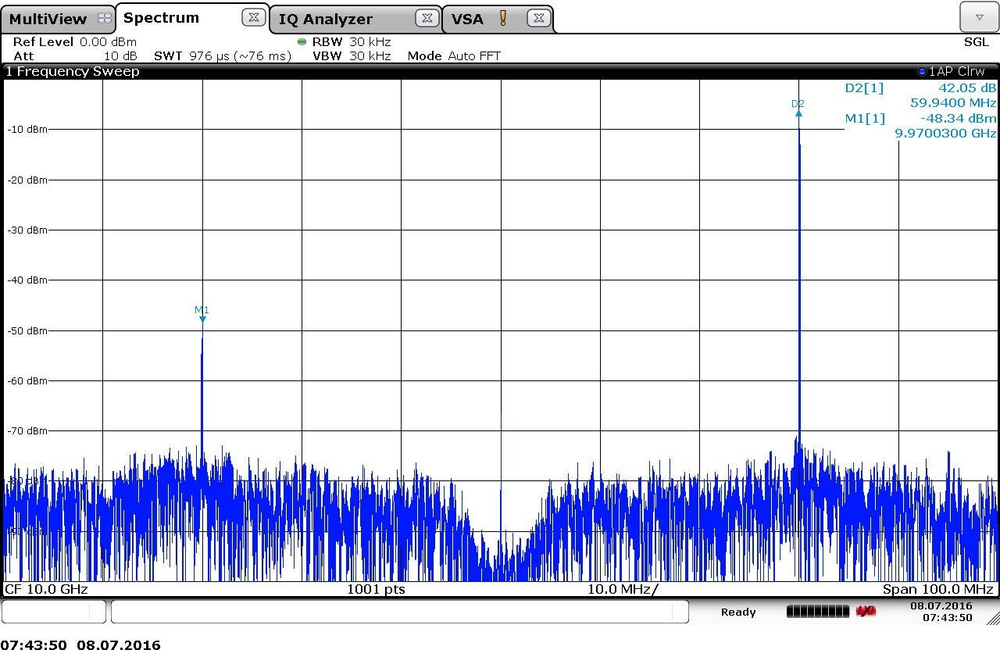 MultiView Spectrum IQ Analyzer VSA
Ref Level 0.00 dBm RBW 30 kHz SGL
Att 10 dB SWT 976 µs (~76 ms) VBW 30 kHz Mode Auto FFT
1 Frequency Sweep 1AP Clrw
D2[1] 42.05 dB
59.9400 MHz
M1[1] -48.34 dBm
9.9700300 GHz
D2
-10 dBm
-20 dBm
-30 dBm
-40 dBm
M1
-50 dBm
-60 dBm
-70 dBm
CF 10.0 GHz 1001 pts 10.0 MHz/ Span 100.0 MHz
Ready 08.07.2016
07:43:50
07:43:50 08.07.2016